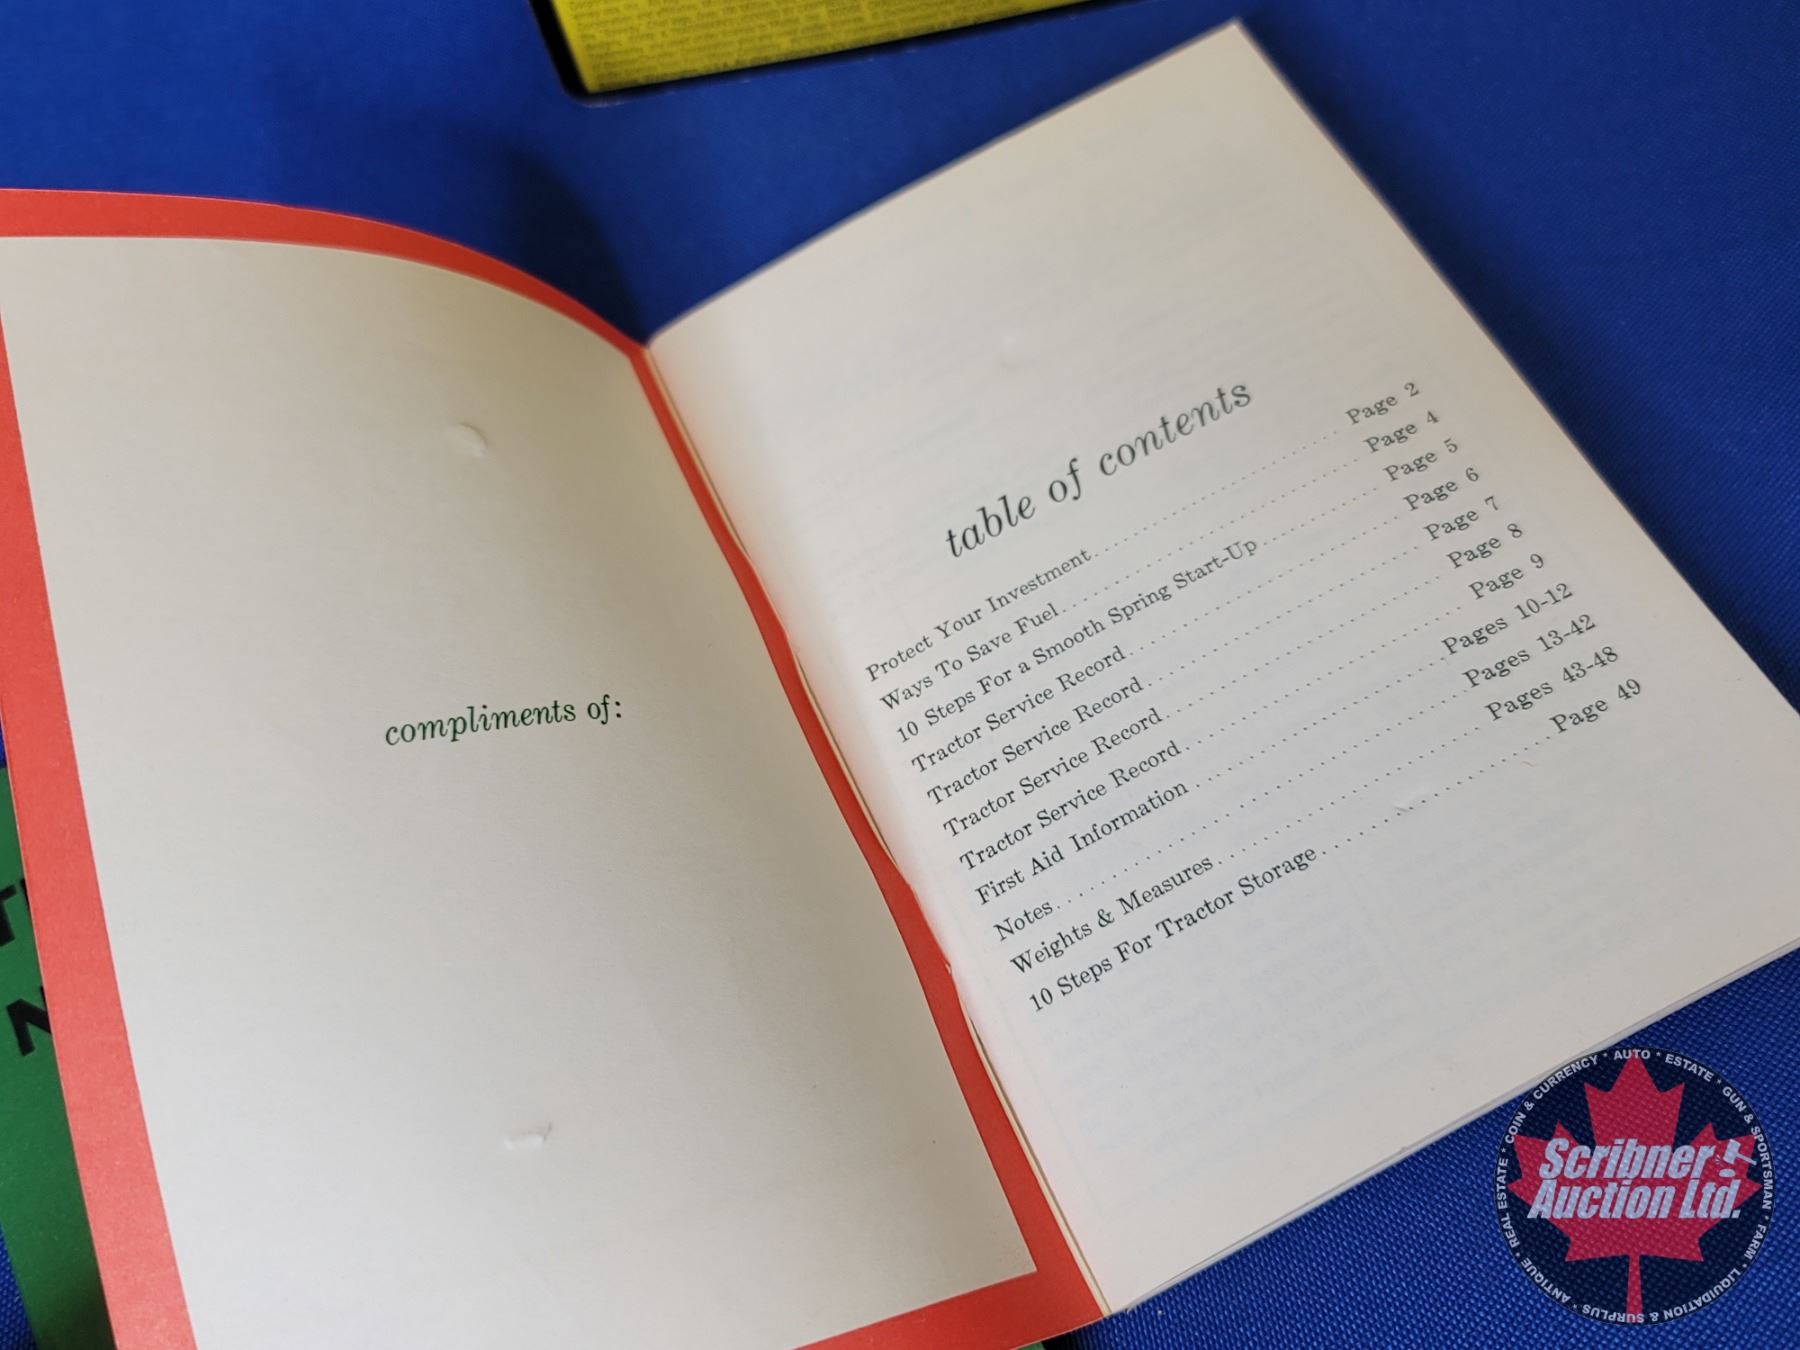 compliments of:
table of contents
Protect Your Investment.......................... Page 2
Ways To Save Fuel.......................... Page 4
10 Steps For a Smooth Spring Start-Up.............. Page 5
Tractor Service Record.......................... Page 6
Tractor Service Record.......................... Page 7
Tractor Service Record.......................... Page 8
Tractor Service Record.......................... Page 9
First Aid Information.......................... Pages 10-12
Notes.......................... Pages 13-42
Weights & Measures.......................... Pages 43-48
10 Steps For Tractor Storage.......................... Page 49
Scribner
Auction Ltd.
ANTIQUE * REAL ESTATE * COIN & CURRENCY * AUTO * ESTATE * GUN & SPORTSMAN * FARM * LIQUIDATION & SURPLUS *